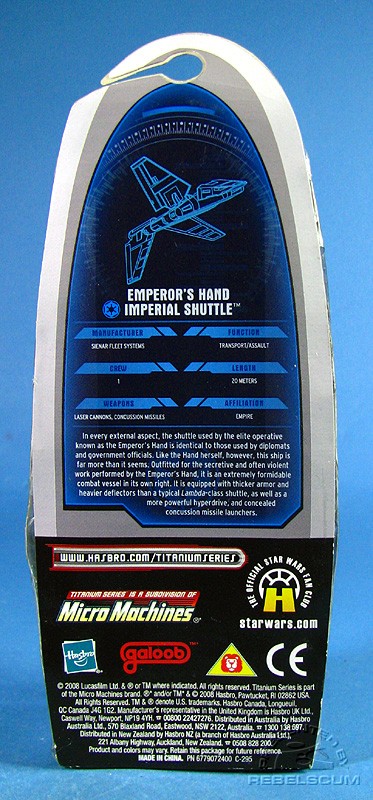 EMPEROR'S HAND
IMPERIAL SHUTTLE™
MANUFACTURER FUNCTION
SIENAR FLEET SYSTEMS TRANSPORT/ASSAULT
CREW LENGTH
1 20 METERS
WEAPONS AFFILIATION
LASER CANNONS, CONCUSSION MISSILES EMPIRE
In every external aspect, the shuttle used by the elite operative
known as the Emperor's Hand is identical to those used by diplomats
and government officials. Like the Hand herself, however, this ship is
far more than it seems. Outfitted for the secretive and often violent
work performed by the Emperor's Hand, it is an extremely formidable
combat vessel in its own right. It is equipped with thicker armor and
heavier deflectors than a typical Lambda-class shuttle, as well as a
more powerful hyperdrive, and concealed
concussion missile launchers.
WWW.HASBRO.COM/TITANIUMSERIES
TITANIUM SERIES IS A SUBDIVISION OF
Micro Machines®
THE OFFICIAL STAR WARS FAN CLUB
starwars.com
Hasbro
galoob™
CE
© 2008 Lucasfilm Ltd. & ® or TM where indicated. All rights reserved. Titanium Series is part
of the Micro Machines brand. ®* and/or TM* & © 2008 Hasbro, Pawtucket, RI 02862 USA.
All Rights Reserved. TM & ® denote U.S. trademarks. Hasbro Canada, Longueuil,
QC Canada J4G 1G2. Manufacturer's representative in the United Kingdom is Hasbro UK Ltd.,
Caswell Way, Newport, NP19 4YH. ☎ 00800 22427276. Distributed in Australia by Hasbro
Australia Ltd., 570 Blaxland Road, Eastwood, NSW 2122, Australia. ☎ 1300 138 697.
Distributed in New Zealand by Hasbro NZ (a branch of Hasbro Australia Ltd.),
221 Albany Highway, Auckland, New Zealand. ☎ 0508 828 200.
Product and colors may vary. Retain this package for future reference.
MADE IN CHINA. PN 6779072400 C-295
REBELSCUM